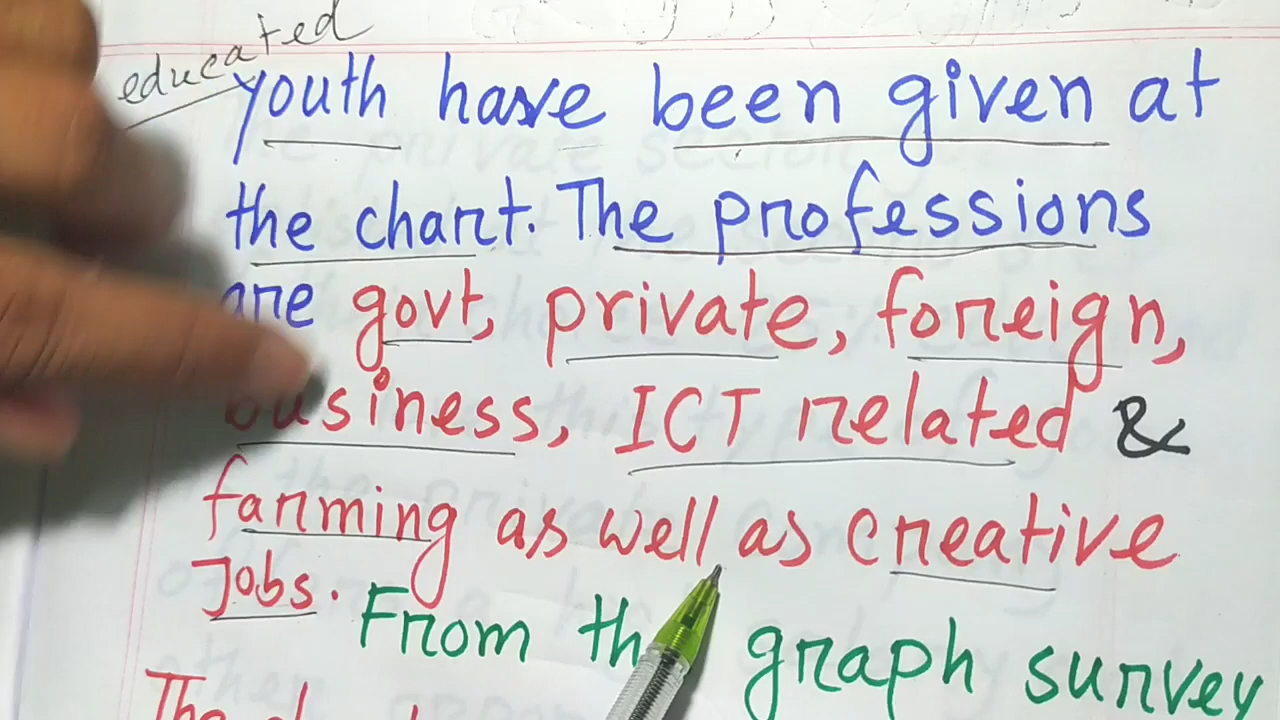 educated
youth have been given at
the chart. The professions
are govt, private, foreign,
business, ICT related &
farming as well as creative
Jobs. From the graph survey
The